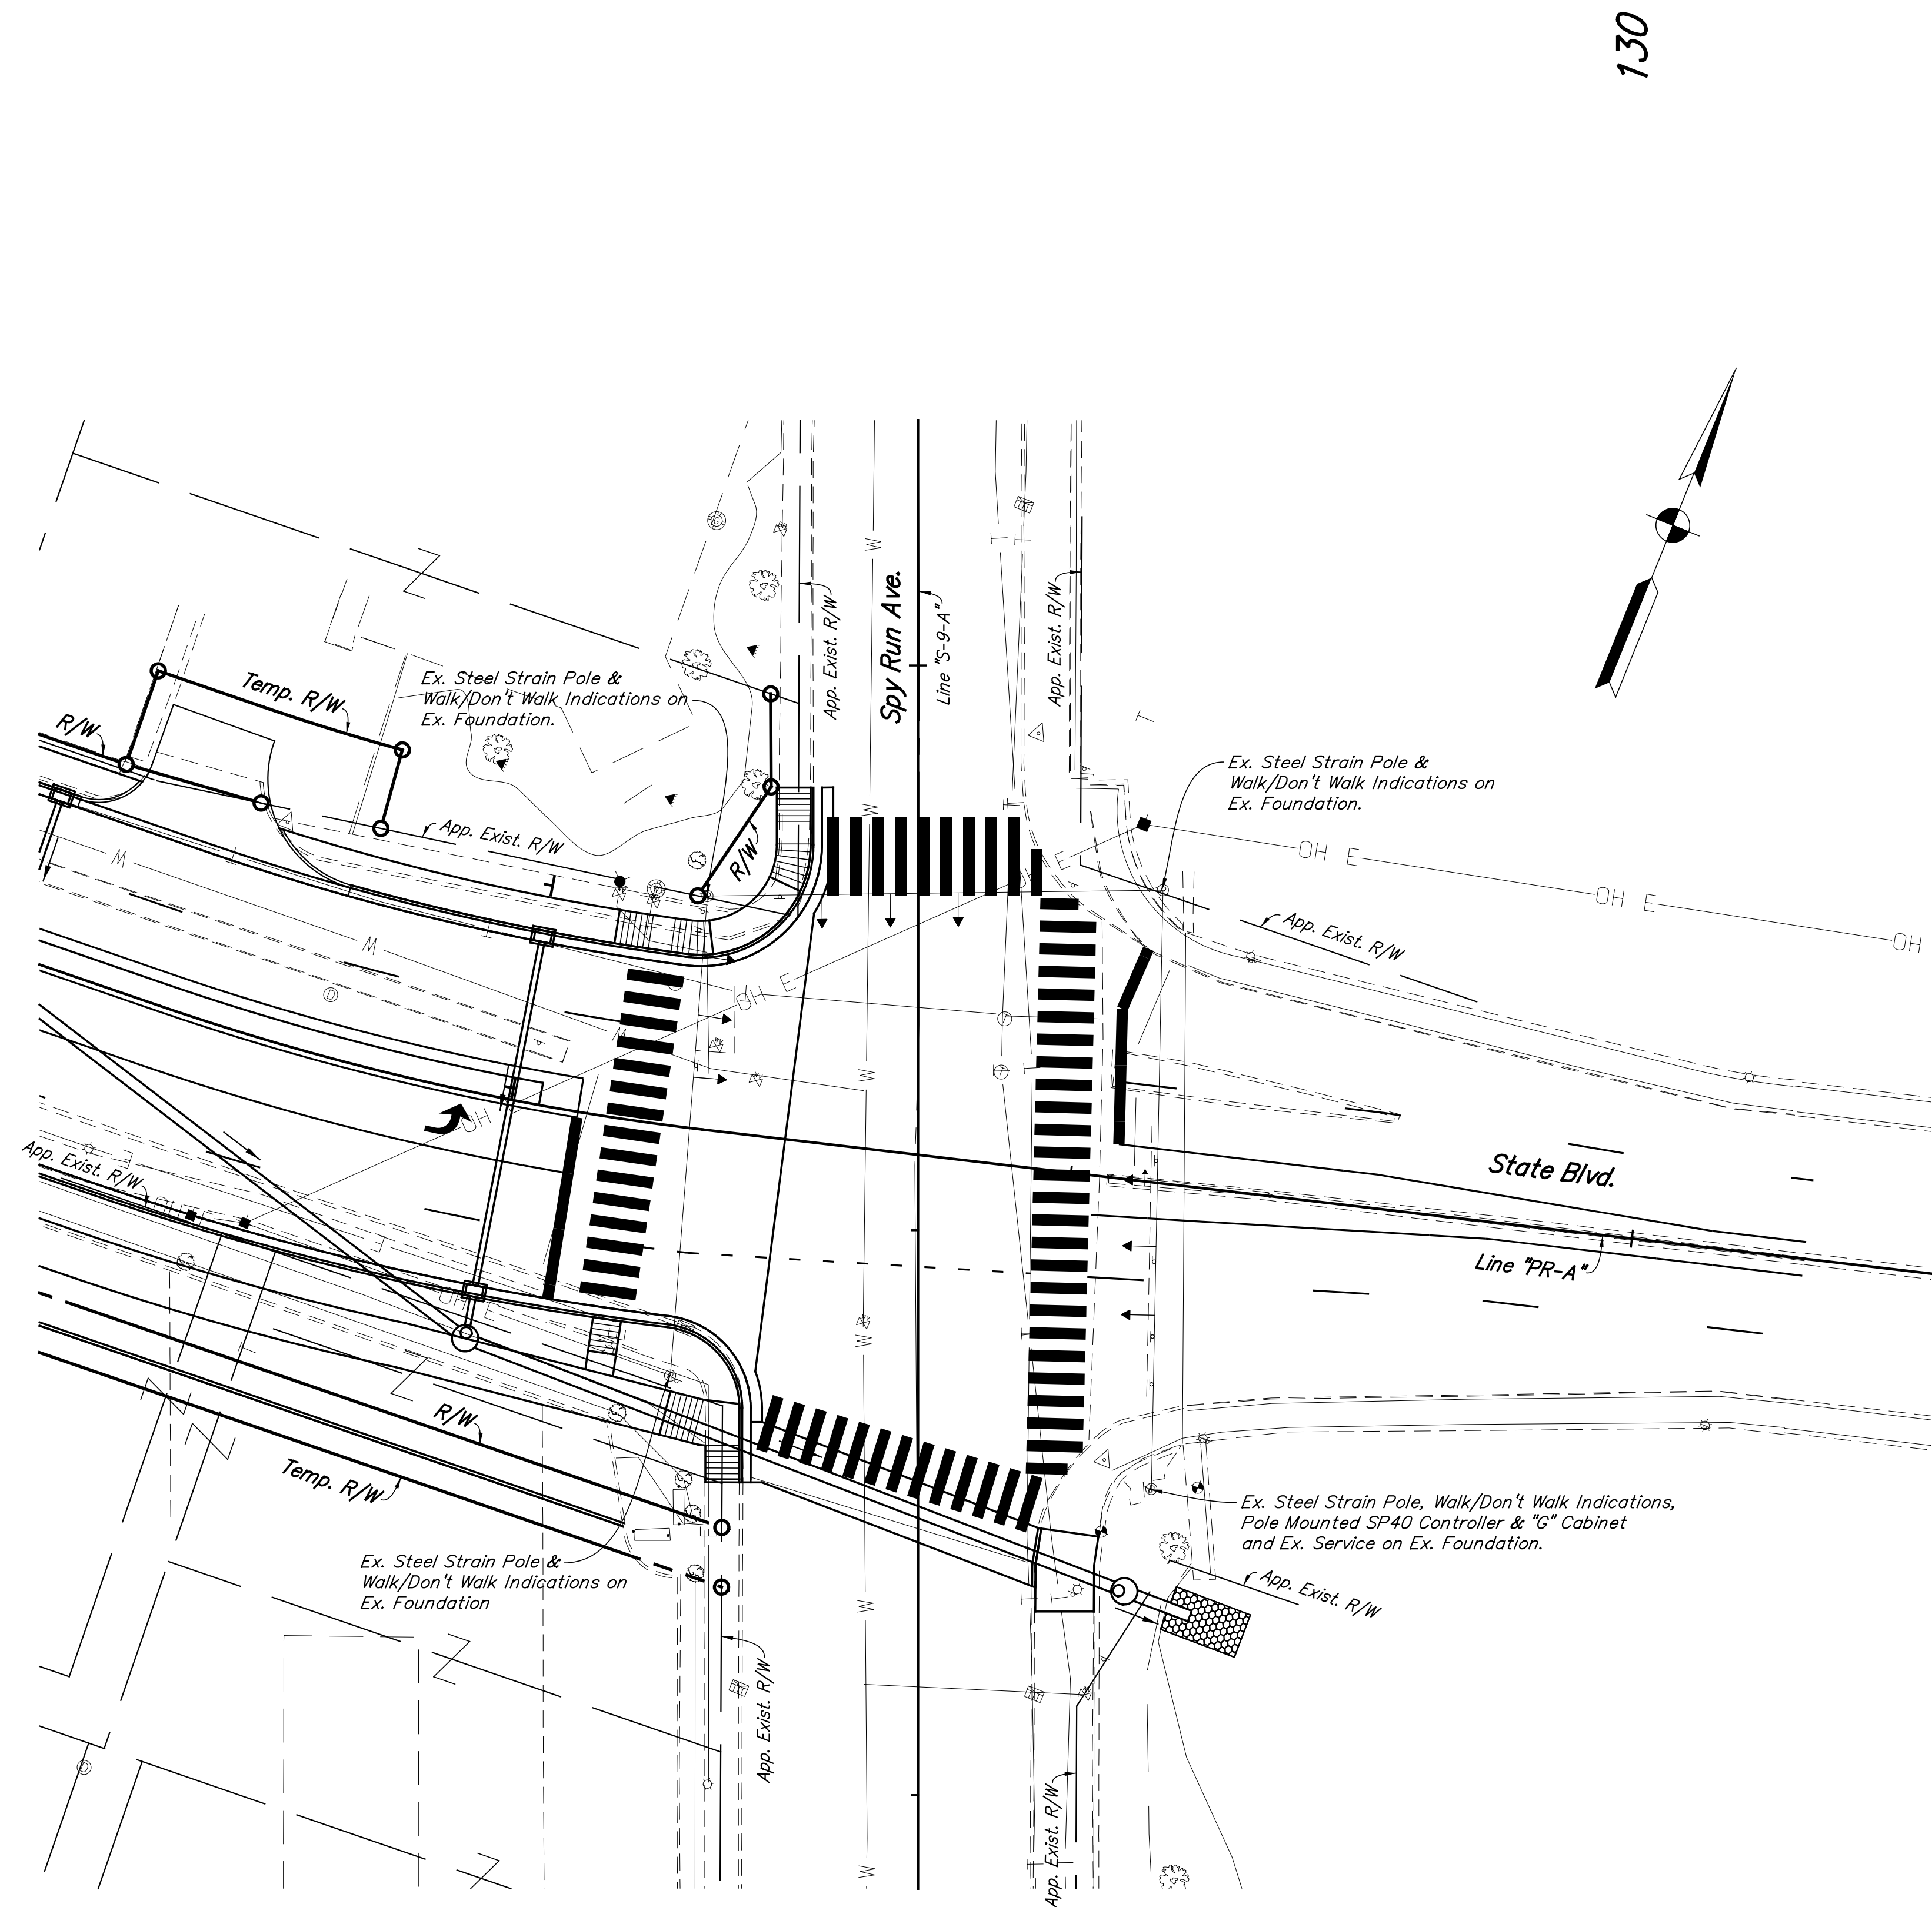 130
Spy Run Ave.
Line "S-9-A"
App. Exist. R/W
App. Exist. R/W
Temp. R/W
R/W
Ex. Steel Strain Pole &
Walk/Don't Walk Indications on
Ex. Foundation.
App. Exist. R/W
R/W
Ex. Steel Strain Pole &
Walk/Don't Walk Indications on
Ex. Foundation.
App. Exist. R/W
OH E
OH E
OH
W
W
W
T
T
T
W
W
W
OH E
E
OH
W
App. Exist. R/W
State Blvd.
Line "PR-A"
W
R/W
Temp. R/W
Ex. Steel Strain Pole &
Walk/Don't Walk Indications on
Ex. Foundation
Ex. Steel Strain Pole, Walk/Don't Walk Indications,
Pole Mounted SP40 Controller & "G" Cabinet
and Ex. Service on Ex. Foundation.
App. Exist. R/W
W
App. Exist. R/W
App. Exist. R/W
W